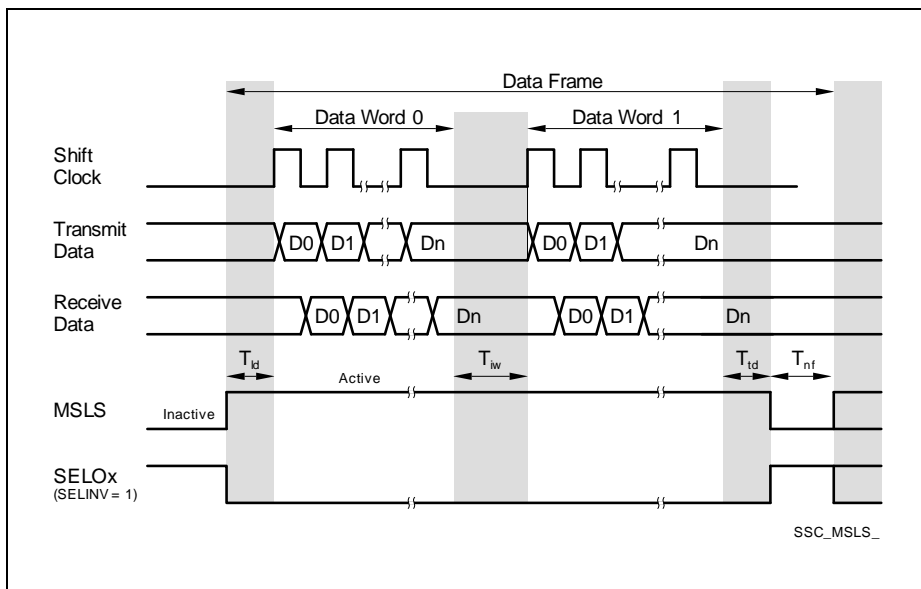 Data Frame
Data Word 0
Data Word 1
Shift
Clock
Transmit
Data
D0 D1 Dn D0 D1 Dn
Receive
Data
D0 D1 Dn D0 D1 Dn
Tld Tiw Ttd Tnf
Active
MSLS
Inactive
SELOx
(SELINV = 1)
SSC_MSLS_